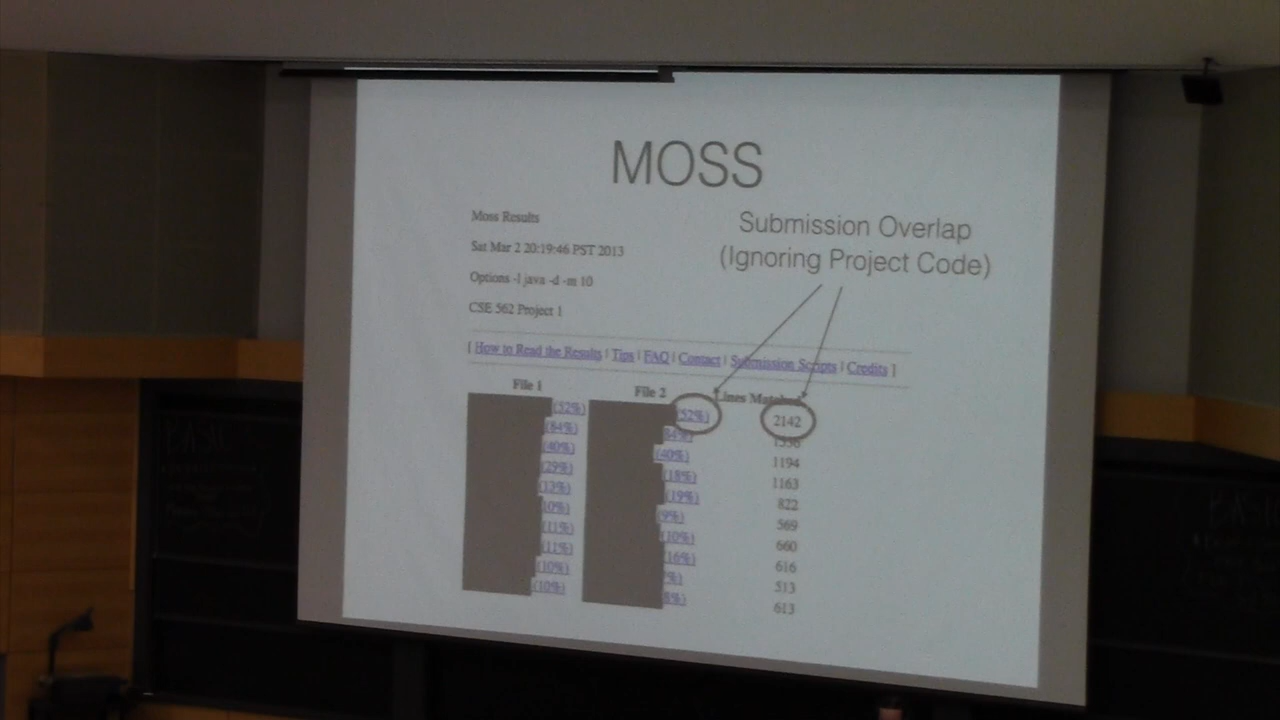 MOSS
Submission Overlap
(Ignoring Project Code)
Moss Results
Sat Mar 2 20:19:46 PST 2013
Options -l java -d -m 10
CSE 562 Project 1
[ How to Read the Results | Tips | FAQ | Contact | Submission Scripts | Credits ]
File 1 File 2 Lines Matched
(52%) (52%) 2142
(84%) (84%) 1336
(40%) (40%) 1194
(29%) (18%) 1163
(13%) (19%) 822
10%) (9%) 569
(11%) (10%) 660
(11%) (16%) 616
(10%) %) 513
(10%) 8%) 613